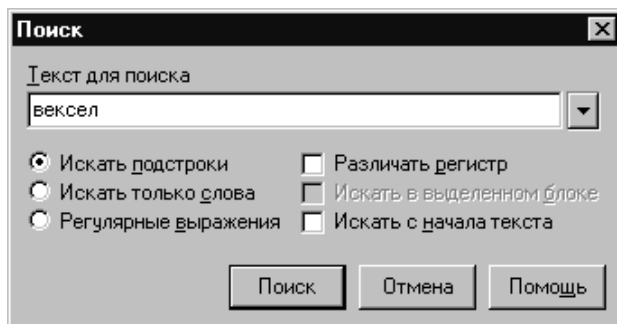 Поиск
Текст для поиска
вексел
Искать подстроки
Различать регистр
Искать только слова
Искать в выделенном блоке
Регулярные выражения
Искать с начала текста
Поиск
Отмена
Помощь